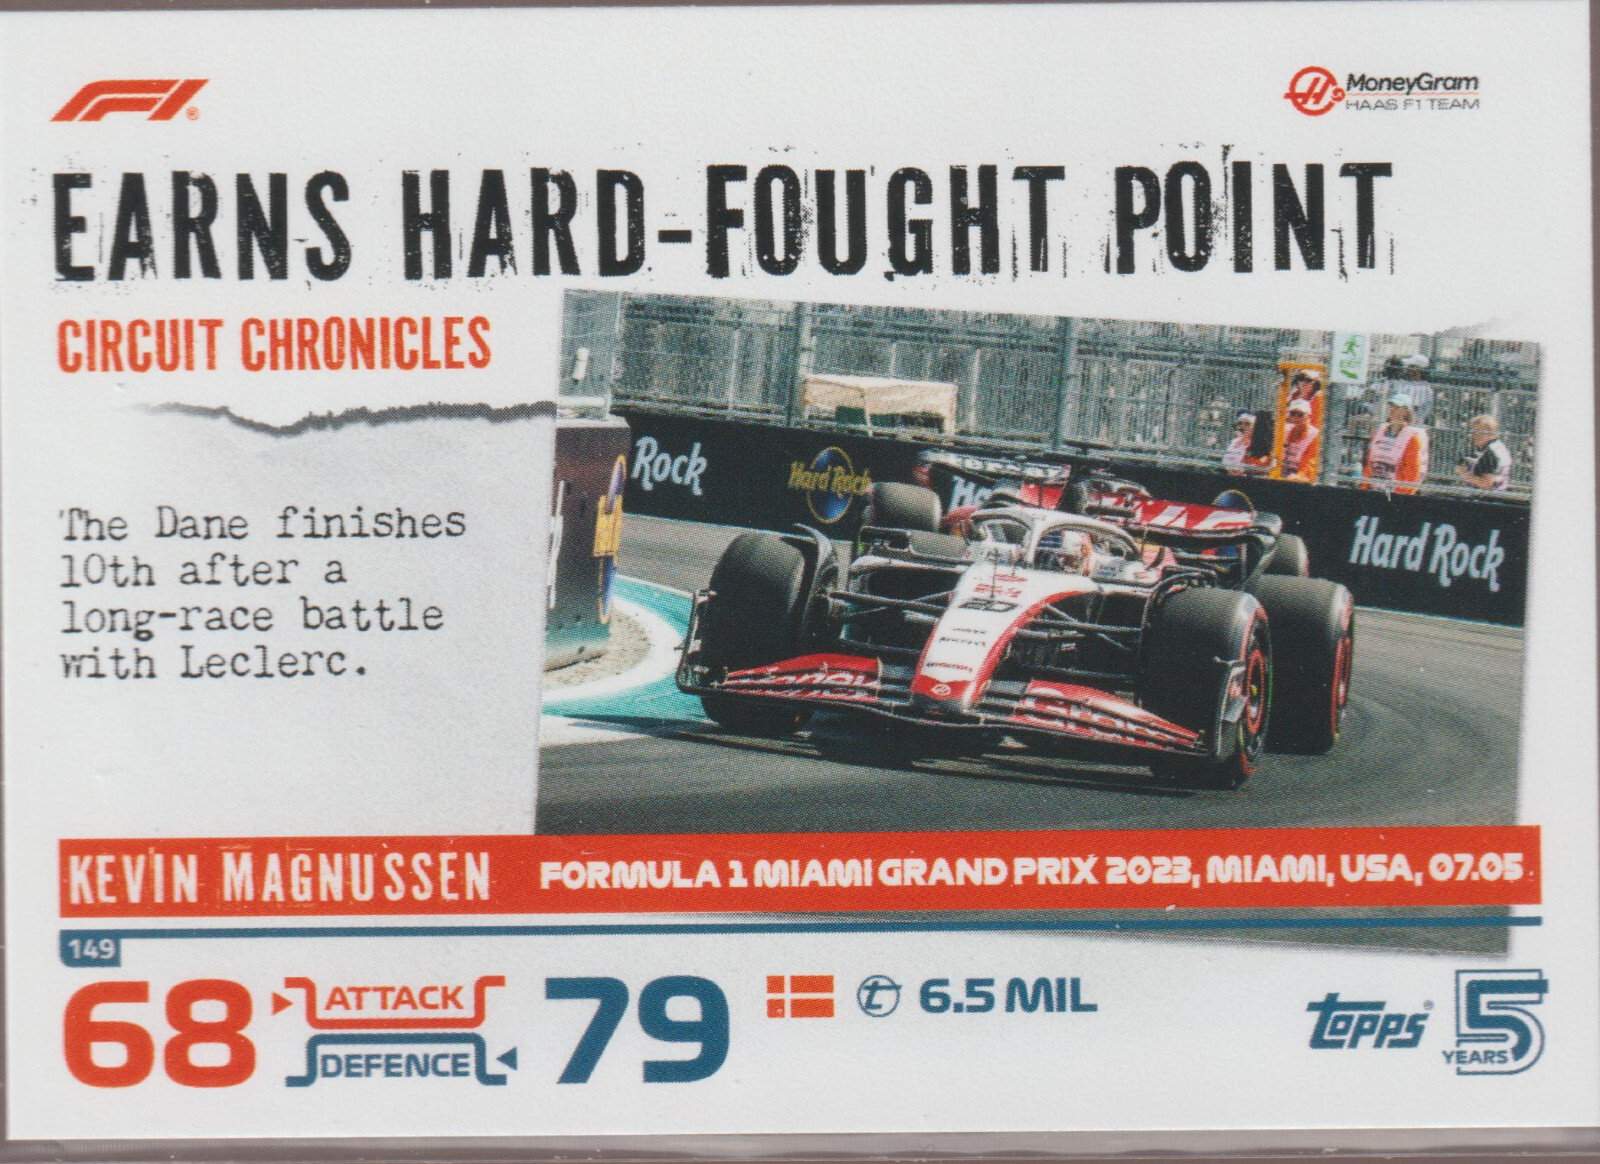 F1
MoneyGram
HAAS F1 TEAM
EARNS HARD-FOUGHT POINT
CIRCUIT CHRONICLES
The Dane finishes
10th after a
long-race battle
with Leclerc.
Rock
Hard Rock
Hard Rock
20
KEVIN MAGNUSSEN
FORMULA 1 MIAMI GRAND PRIX 2023, MIAMI, USA, 07.05.
149
68
ATTACK
DEFENCE
79
t 6.5 MIL
topps
5
YEARS